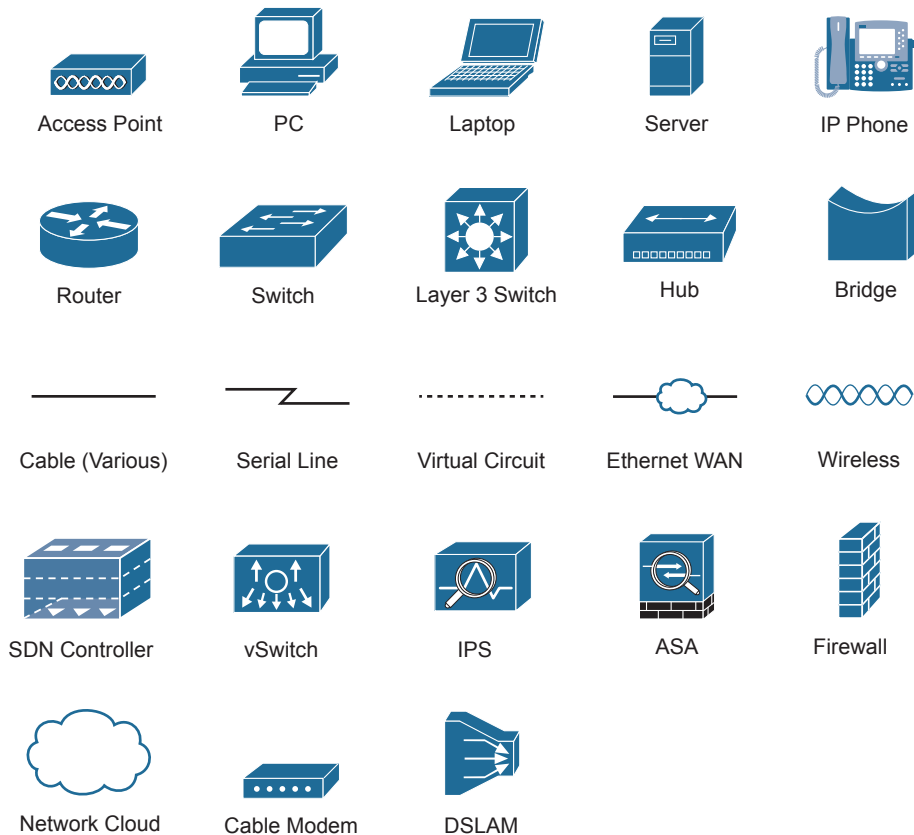 Access Point
PC
Laptop
Server
IP Phone
Router
Switch
Layer 3 Switch
Hub
Bridge
Cable (Various)
Serial Line
Virtual Circuit
Ethernet WAN
Wireless
SDN Controller
vSwitch
IPS
ASA
Firewall
Network Cloud
Cable Modem
DSLAM